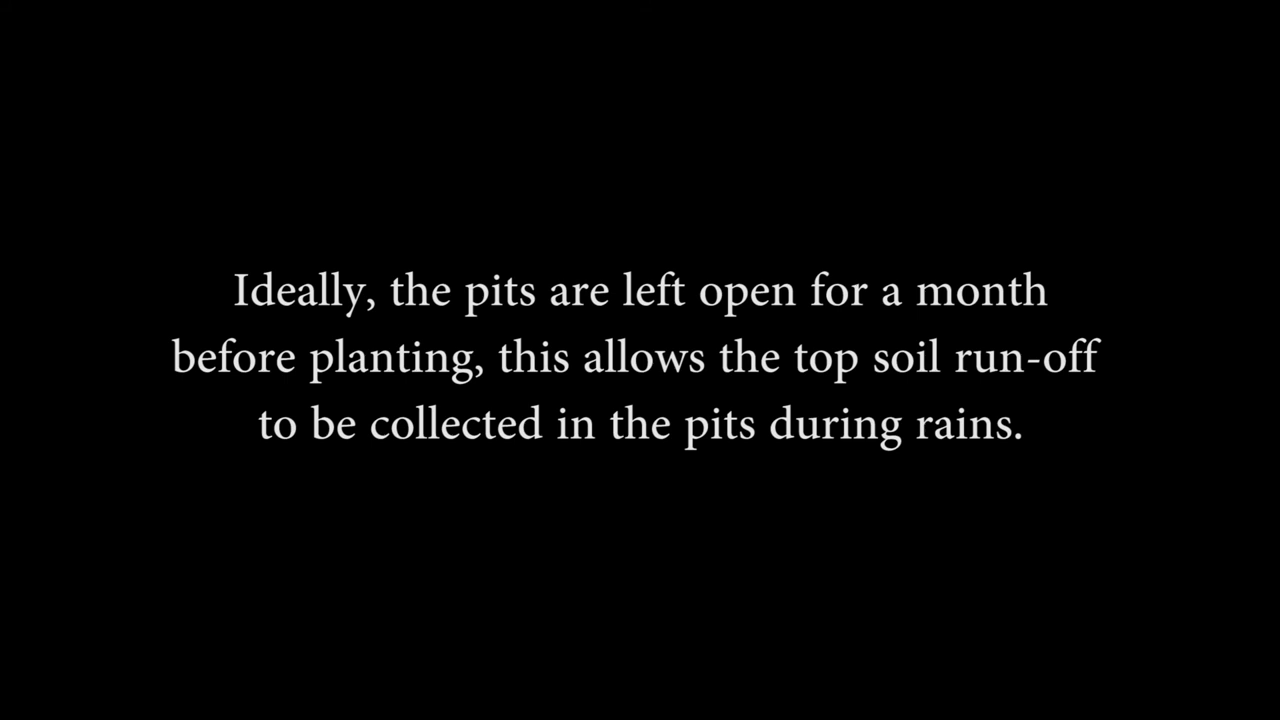 Ideally, the pits are left open for a month
before planting, this allows the top soil run-off
to be collected in the pits during rains.